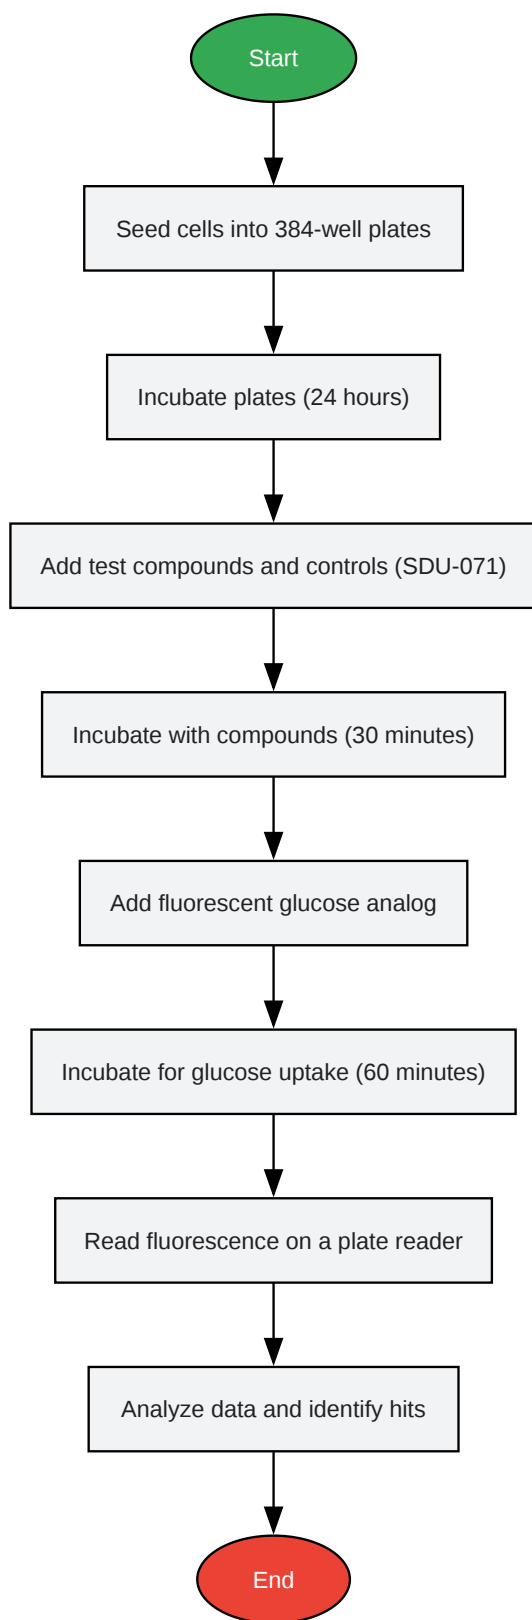 Start
Seed cells into 384-well plates
Incubate plates (24 hours)
Add test compounds and controls (SDU-071)
Incubate with compounds (30 minutes)
Add fluorescent glucose analog
Incubate for glucose uptake (60 minutes)
Read fluorescence on a plate reader
Analyze data and identify hits
End